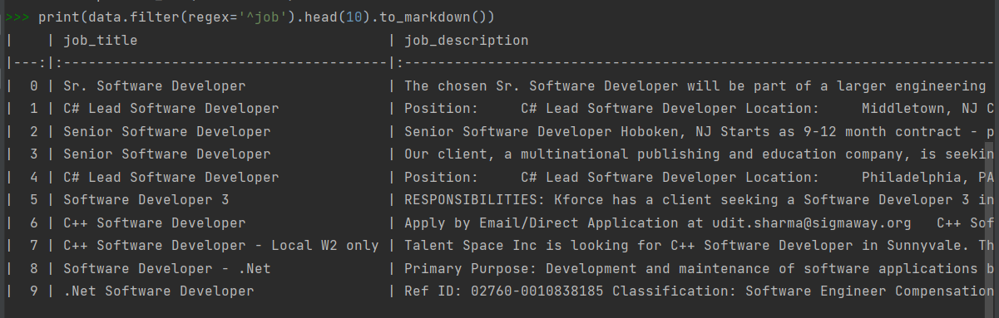 >>> print(data.filter(regex='^job').head(10).to_markdown())
|    | job_title                             | job_description
|---:|:--------------------------------------|:----------------------------------------------------------------------
|  0 | Sr. Software Developer                | The chosen Sr. Software Developer will be part of a larger engineering
|  1 | C# Lead Software Developer            | Position:     C# Lead Software Developer Location:     Middletown, NJ C
|  2 | Senior Software Developer             | Senior Software Developer Hoboken, NJ Starts as 9-12 month contract - p
|  3 | Senior Software Developer             | Our client, a multinational publishing and education company, is seekin
|  4 | C# Lead Software Developer            | Position:     C# Lead Software Developer Location:     Philadelphia, PA
|  5 | Software Developer 3                  | RESPONSIBILITIES: Kforce has a client seeking a Software Developer 3 in
|  6 | C++ Software Developer                | Apply by Email/Direct Application at udit.sharma@sigmaway.org   C++ Sof
|  7 | C++ Software Developer - Local W2 only | Talent Space Inc is looking for C++ Software Developer in Sunnyvale. Th
|  8 | Software Developer - .Net             | Primary Purpose: Development and maintenance of software applications b
|  9 | .Net Software Developer               | Ref ID: 02760-0010838185 Classification: Software Engineer Compensation